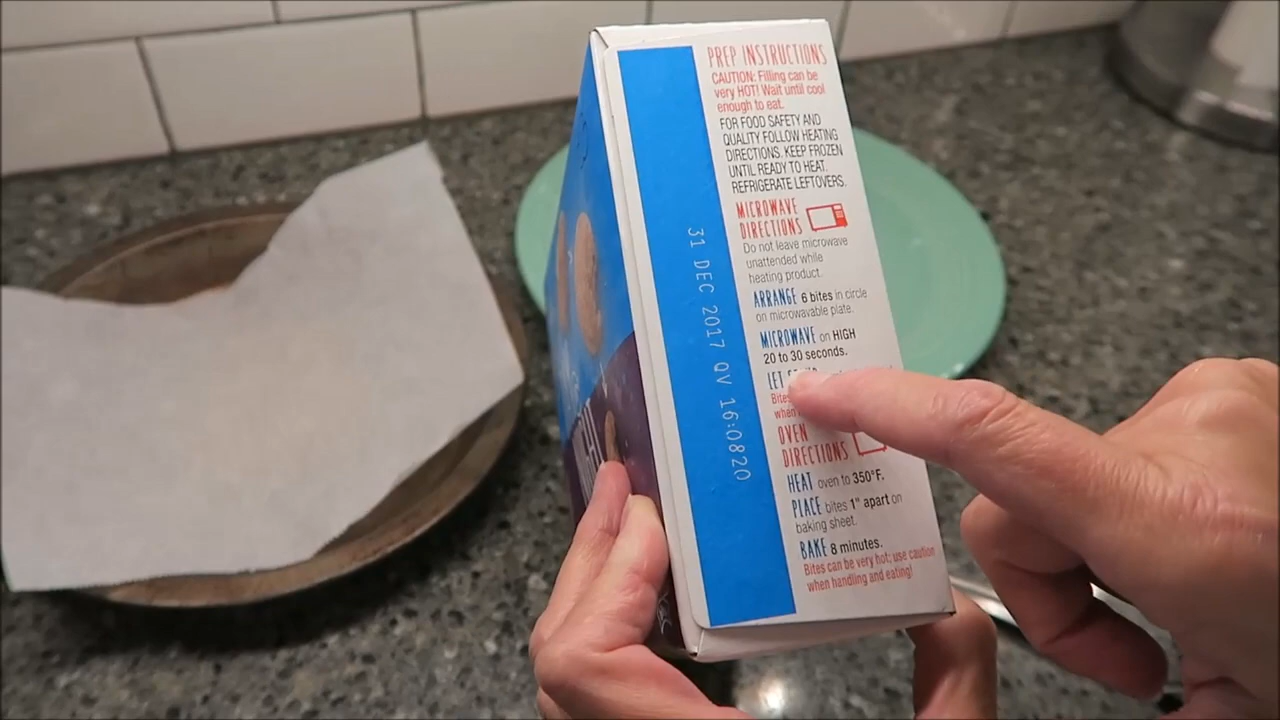 PREP INSTRUCTIONS
CAUTION: Filling can be
very HOT! Wait until cool
enough to eat.
FOR FOOD SAFETY AND
QUALITY FOLLOW HEATING
DIRECTIONS. KEEP FROZEN
UNTIL READY TO HEAT.
REFRIGERATE LEFTOVERS.
MICROWAVE
DIRECTIONS
Do not leave microwave
unattended while
heating product.
ARRANGE 6 bites in circle
on microwavable plate.
MICROWAVE on HIGH
20 to 30 seconds.
LET
Bites
when
OVEN
DIRECTIONS
HEAT oven to 350°F.
PLACE bites 1" apart on
baking sheet.
BAKE 8 minutes.
Bites can be very hot; use caution
when handling and eating!
31 DEC 2017 QV 16:0820